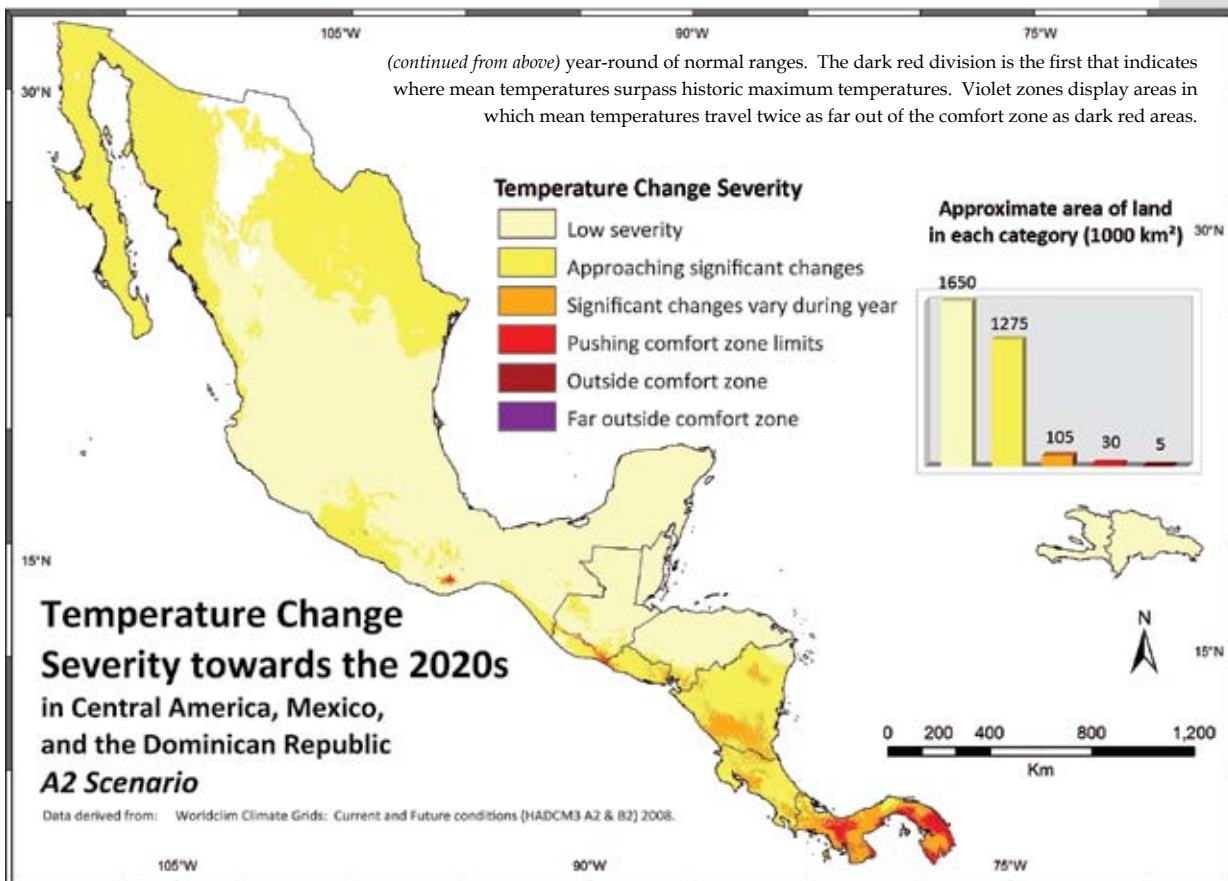 105°W
90°W
75°W
(continued from above) year-round of normal ranges. The dark red division is the first that indicates
where mean temperatures surpass historic maximum temperatures. Violet zones display areas in
which mean temperatures travel twice as far out of the comfort zone as dark red areas.
30°N
Temperature Change Severity
Low severity
Approaching significant changes
Significant changes vary during year
Pushing comfort zone limits
Outside comfort zone
Far outside comfort zone
Approximate area of land
in each category (1000 km²)
30°N
1650
1275
105
30
5
15°N
Temperature Change
Severity towards the 2020s
in Central America, Mexico,
and the Dominican Republic
A2 Scenario
Data derived from: Worldclim Climate Grids: Current and Future conditions (HADCM3 A2 & B2) 2008.
N
15°N
0 200 400 800 1,200
Km
105°W
90°W
75°W